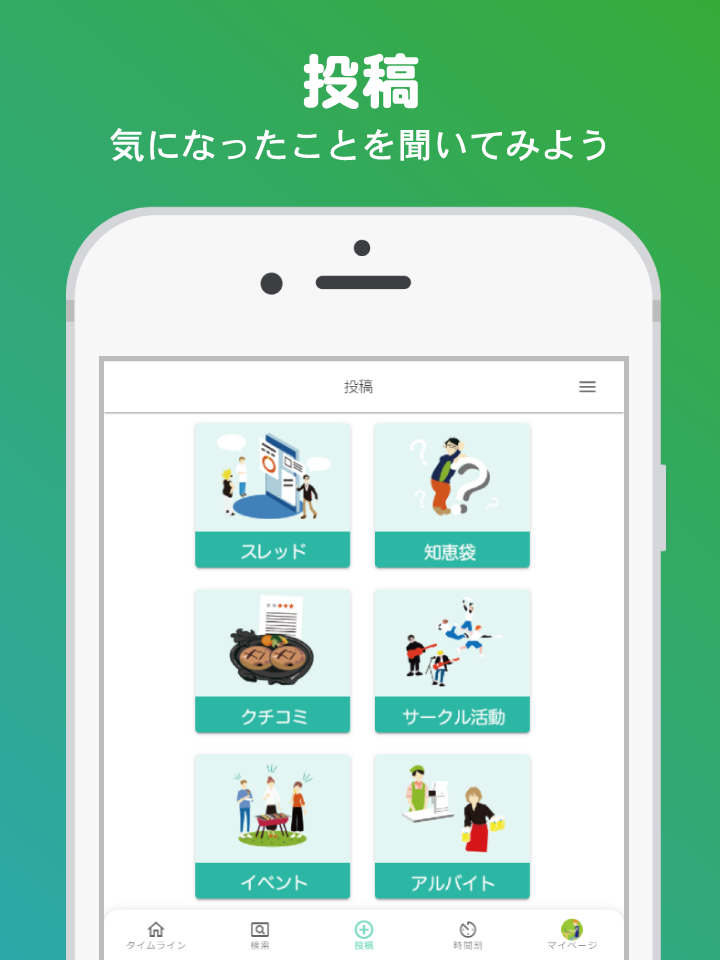 投稿
気になったことを聞いてみよう
投稿
スレッド
知恵袋
クチコミ
サークル活動
イベント
アルバイト
タイムライン
検索
投稿
時間割
マイページ